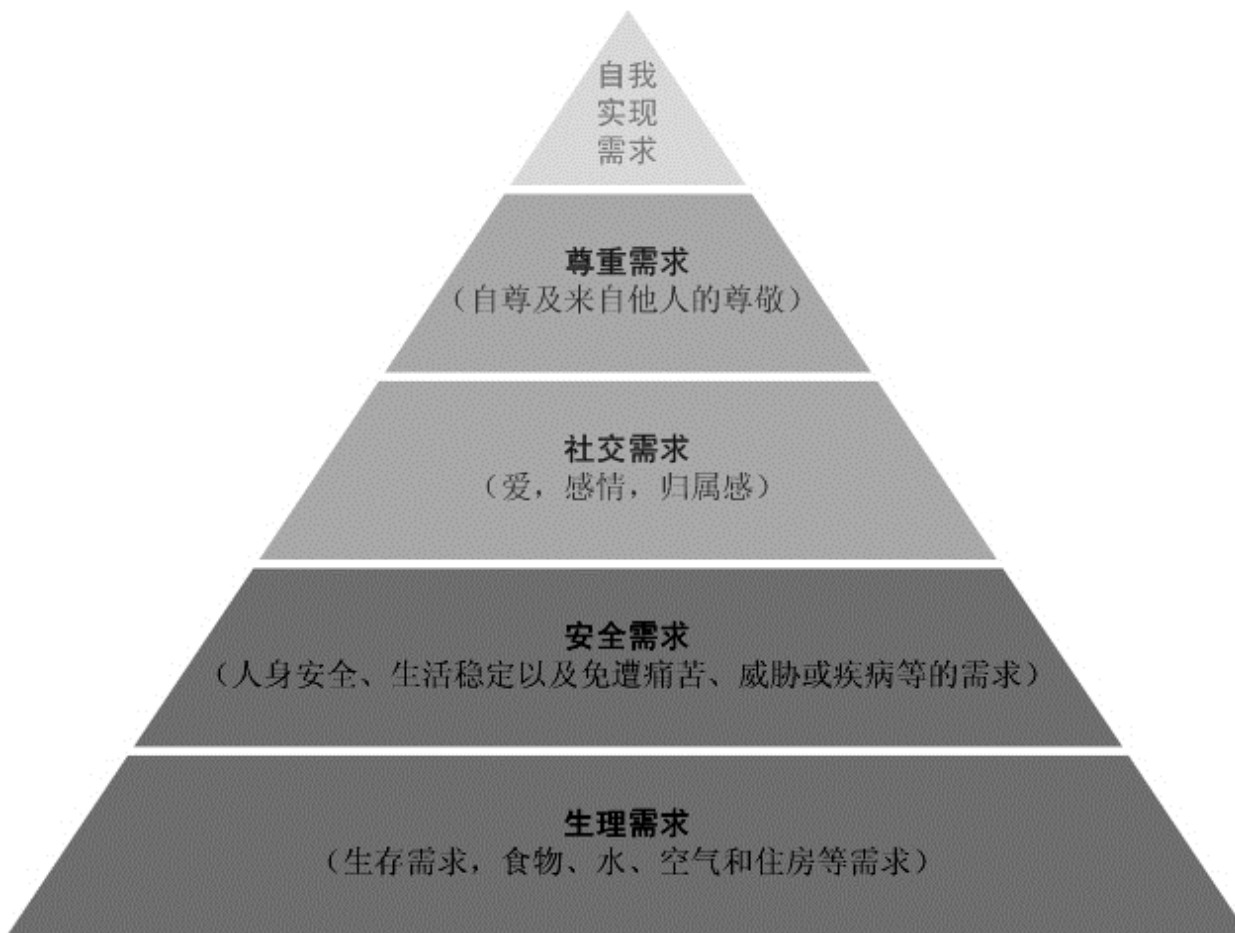 自我
实现
需求
尊重需求
（自尊及来自他人的尊敬）
社交需求
（爱，感情，归属感）
安全需求
（人身安全、生活稳定以及免遭痛苦、威胁或疾病等的需求）
生理需求
（生存需求，食物、水、空气和住房等需求）